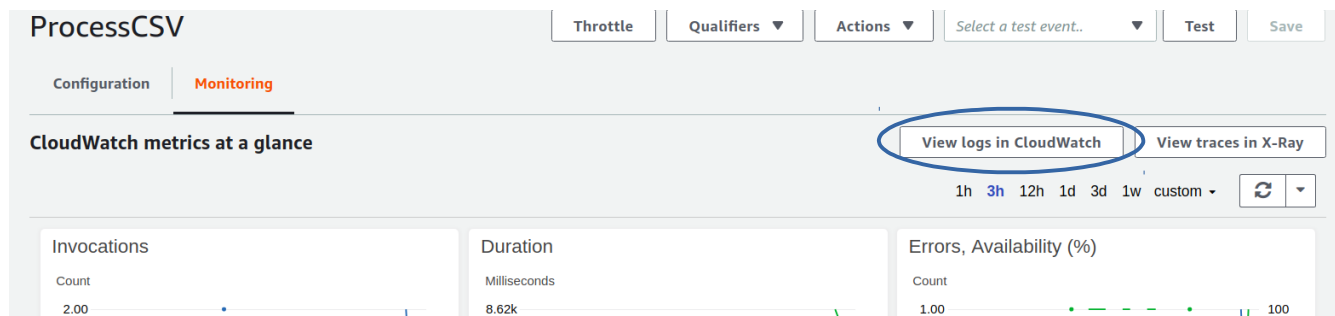 ProcessCSV
Throttle Qualifiers Actions Select a test event.. Test Save
Configuration Monitoring
CloudWatch metrics at a glance View logs in CloudWatch View traces in X-Ray
1h 3h 12h 1d 3d 1w custom
Invocations Duration Errors, Availability (%)
Count Milliseconds Count
2.00 8.62k 1.00 100